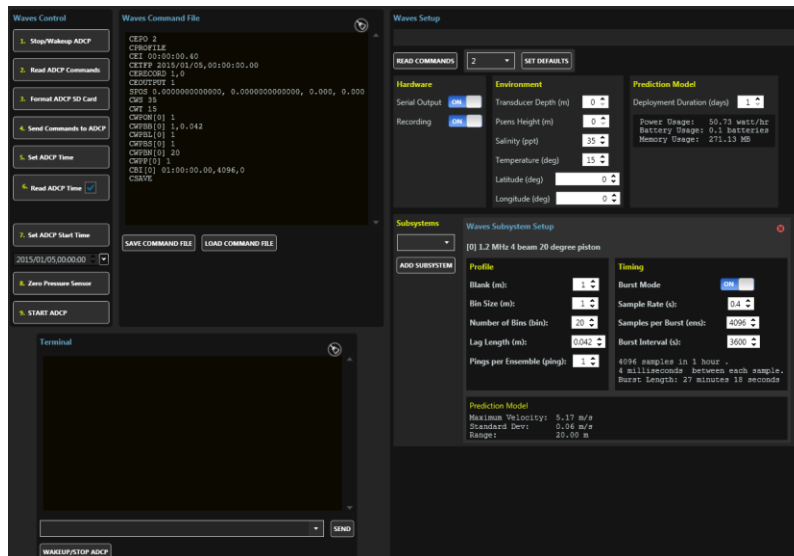 Waves Control
1. Stop/Wakeup ADCP
2. Read ADCP Commands
3. Format ADCP SD Card
4. Send Commands to ADCP
5. Set ADCP Time
6. Read ADCP Time
7. Set ADCP Start Time
2015/01/05,00:00:00
8. Zero Pressure Sensor
9. START ADCP
Waves Command File
CEPO 2
CPROFILE
CEI 00:00:00.40
CETFP 2015/01/05,00:00:00.00
CERECORD 1,0
CEOUTPUT 1
SPOS 0.0000000000000, 0.0000000000000, 0.000, 0.000
CWS 35
CWT 15
CWPON[0] 1
CWPBB[0] 1,0.042
CWPBL[0] 1
CWPBS[0] 1
CWPBN[0] 20
CWPP[0] 1
CBI[0] 01:00:00.00,4096,0
CSAVE
SAVE COMMAND FILE LOAD COMMAND FILE
Terminal
SEND
WAKEUP/STOP ADCP
Waves Setup
READ COMMANDS 2 SET DEFAULTS
Hardware
Serial Output ON
Recording ON
Environment
Transducer Depth (m) 0
Psens Height (m) 0
Salinity (ppt) 35
Temperature (deg) 15
Latitude (deg) 0
Longitude (deg) 0
Prediction Model
Deployment Duration (days) 1
Power Usage: 50.73 watt/hr
Battery Usage: 0.1 batteries
Memory Usage: 271.13 MB
Subsystems
ADD SUBSYSTEM
Waves Subsystem Setup
[0] 1.2 MHz 4 beam 20 degree piston
Profile
Blank (m): 1
Bin Size (m): 1
Number of Bins (bin): 20
Lag Length (m): 0.042
Pings per Ensemble (ping): 1
Timing
Burst Mode ON
Sample Rate (s): 0.4
Samples per Burst (ens): 4096
Burst Interval (s): 3600
4096 samples in 1 hour .
4 milliseconds between each sample.
Burst Length: 27 minutes 18 seconds
Prediction Model
Maximum Velocity: 5.17 m/s
Standard Dev: 0.06 m/s
Range: 20.00 m